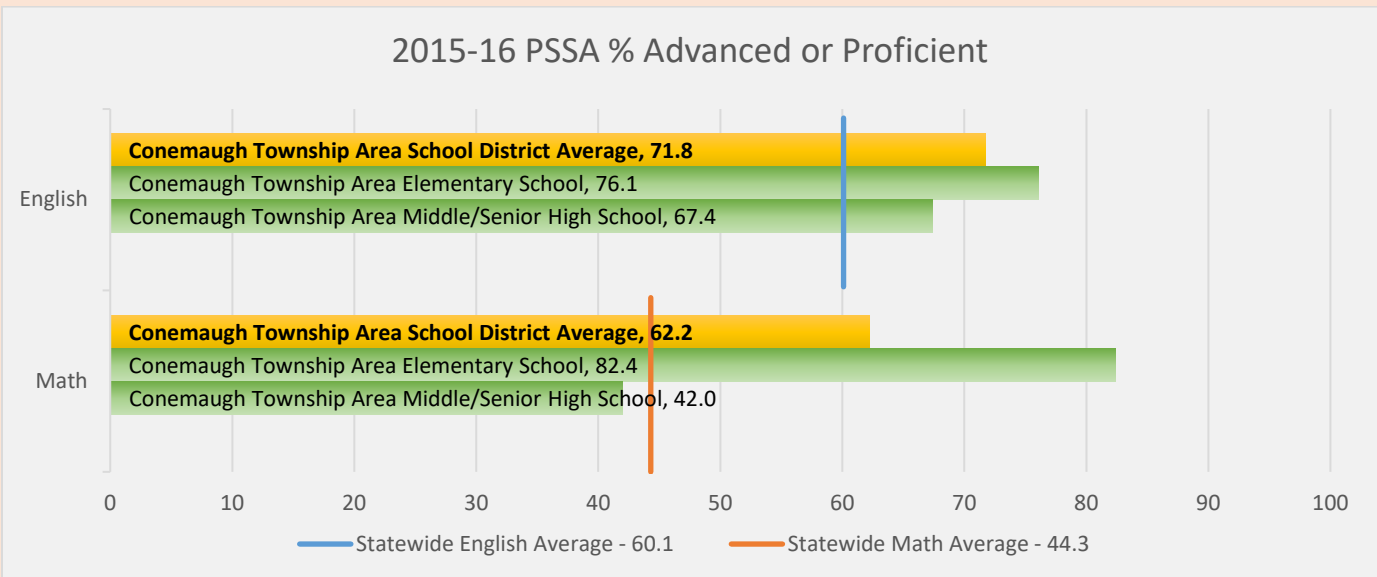 2015-16 PSSA % Advanced or Proficient
English
Conemaugh Township Area School District Average, 71.8
Conemaugh Township Area Elementary School, 76.1
Conemaugh Township Area Middle/Senior High School, 67.4
Math
Conemaugh Township Area School District Average, 62.2
Conemaugh Township Area Elementary School, 82.4
Conemaugh Township Area Middle/Senior High School, 42.0
0 10 20 30 40 50 60 70 80 90 100
Statewide English Average - 60.1 Statewide Math Average - 44.3